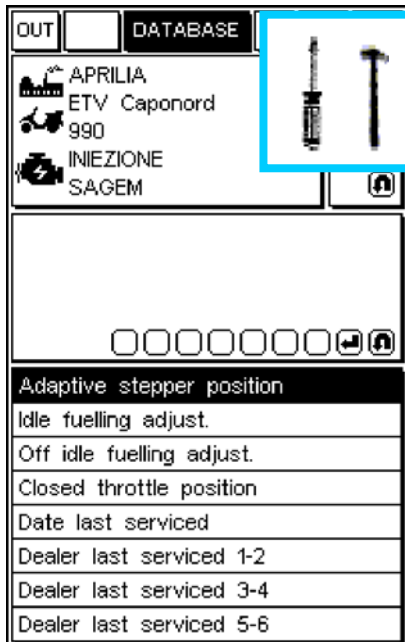 OUT
DATABASE
APRILIA
ETV Caponord
990
INIEZIONE
SAGEM
Adaptive stepper position
Idle fuelling adjust.
Off idle fuelling adjust.
Closed throttle position
Date last serviced
Dealer last serviced 1-2
Dealer last serviced 3-4
Dealer last serviced 5-6